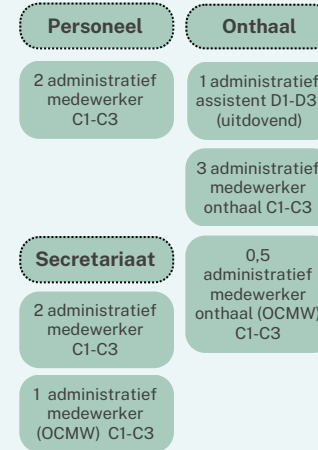 Personeel
2 administratief
medewerker
C1-C3
Secretariaat
2 administratief
medewerker
C1-C3
1 administratief
medewerker
(OCMW) C1-C3
Onthaal
1 administratief
assistent D1-D3
(uitdovend)
3 administratief
medewerker
onthaal C1-C3
0,5
administratief
medewerker
onthaal (OCMW)
C1-C3